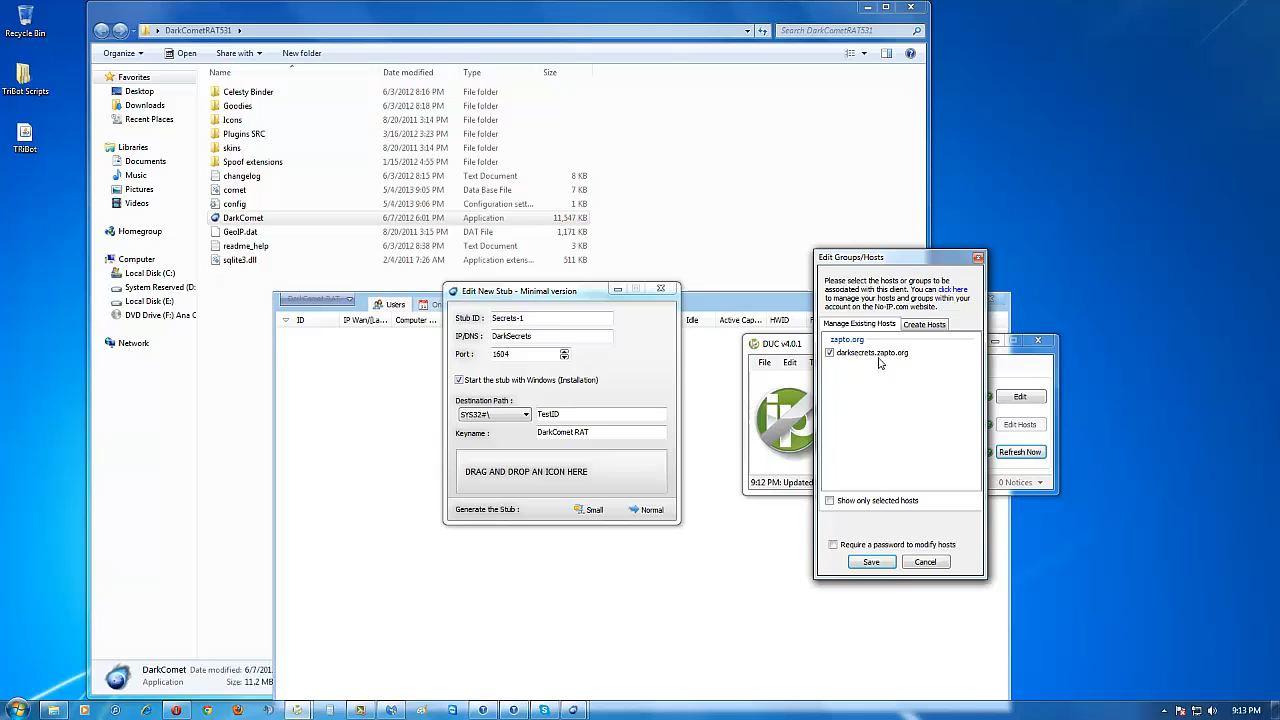 Recycle Bin
TriBot Scripts
TRiBot
DarkCometRAT531
Search DarkCometRAT531
Organize
Open
Share with
New folder
Favorites
Desktop
Downloads
Recent Places
Libraries
Documents
Music
Pictures
Videos
Homegroup
Computer
Local Disk (C:)
System Reserved (D:
Local Disk (E:)
DVD Drive (F:) Ana C
Network
Name Date modified Type Size
Celesty Binder 6/3/2012 8:16 PM File folder
Goodies 6/3/2012 8:18 PM File folder
Icons 8/20/2011 3:14 PM File folder
Plugins SRC 3/16/2012 3:23 PM File folder
skins 8/20/2011 3:14 PM File folder
Spoof extensions 1/15/2012 4:55 PM File folder
changelog 6/3/2012 8:15 PM Text Document 8 KB
comet 5/4/2013 9:05 PM Data Base File 7 KB
config 5/4/2013 9:06 PM Configuration sett... 1 KB
DarkComet 6/7/2012 6:01 PM Application 11,547 KB
GeoIP.dat 8/20/2011 3:15 PM DAT File 1,171 KB
readme_help 6/3/2012 8:38 PM Text Document 3 KB
sqlite3.dll 2/4/2011 7:26 AM Application extens... 511 KB
DarkComet RAT
Users
On
ID IP Wan/[La... Computer ... Idle Active Cap... HWID
Edit New Stub - Minimal version
Stub ID : Secrets-1
IP/DNS : DarkSecrets
Port : 1604
Start the stub with Windows (Installation)
Destination Path :
SYS32#\ TestID
Keyname : DarkComet RAT
DRAG AND DROP AN ICON HERE
Generate the Stub : Small Normal
DUC v4.0.1
File Edit
ip
9:12 PM: Updated
Edit
Edit Hosts
Refresh Now
0 Notices
Edit Groups/Hosts
Please select the hosts or groups to be
associated with this client. You can click here
to manage your hosts and groups within your
account on the No-IP.com website.
Manage Existing Hosts Create Hosts
zapto.org
darksecrets.zapto.org
Show only selected hosts
Require a password to modify hosts
Save Cancel
DarkComet Date modified: 6/7/201
Application Size: 11.2 M
9:13 PM